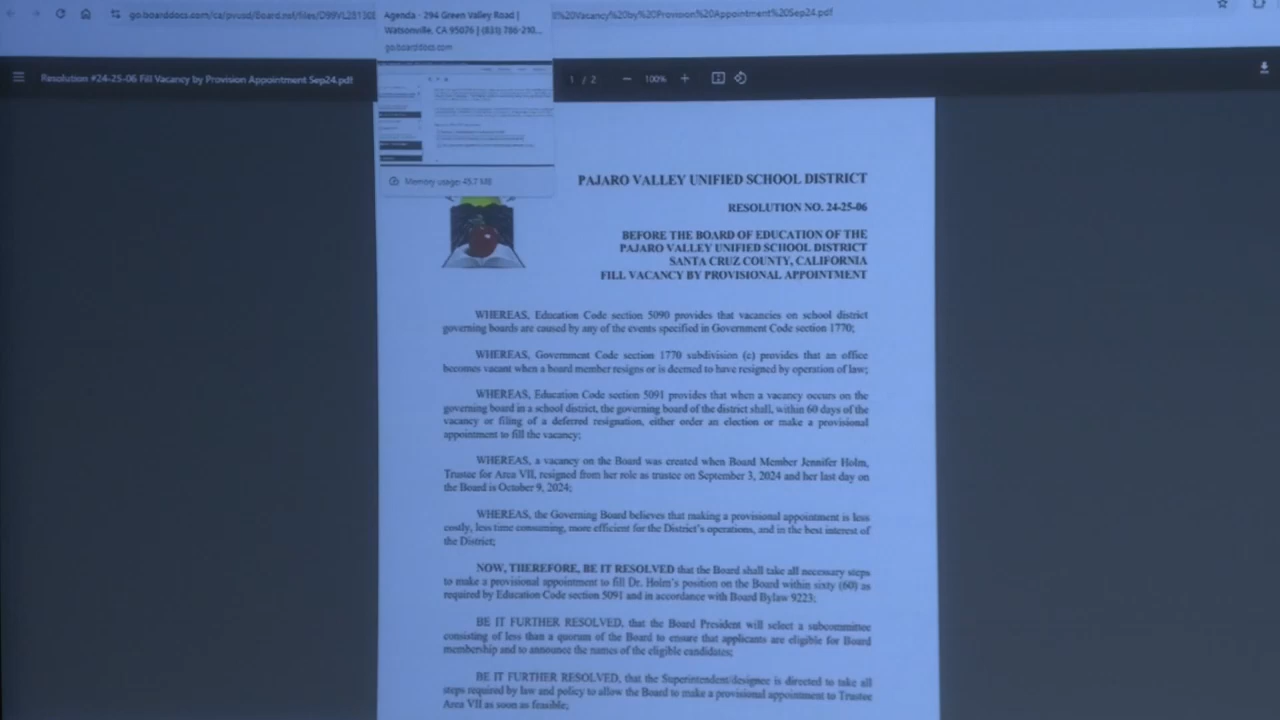 go.boarddocs.com/ca/pvusd/Board.nsf/files/
%20Vacancy%20by%20Provision%20Appointment%20Sep24.pdf
Agenda - 294 Green Valley Road |
Watsonville, CA 95076 | (831) 786-210...
go.boarddocs.com
Memory usage: 45.7 MB
Resolution #24-25-06 Fill Vacancy by Provision Appointment Sep24.pdf
1 / 2
100%
PAJARO VALLEY UNIFIED SCHOOL DISTRICT
RESOLUTION NO. 24-25-06
BEFORE THE BOARD OF EDUCATION OF THE
PAJARO VALLEY UNIFIED SCHOOL DISTRICT
SANTA CRUZ COUNTY, CALIFORNIA
FILL VACANCY BY PROVISIONAL APPOINTMENT
WHEREAS, Education Code section 5090 provides that vacancies on school district
governing boards are caused by any of the events specified in Government Code section 1770;
WHEREAS, Government Code section 1770 subdivision (c) provides that an office
becomes vacant when a board member resigns or is deemed to have resigned by operation of law;
WHEREAS, Education Code section 5091 provides that when a vacancy occurs on the
governing board in a school district, the governing board of the district shall, within 60 days of the
vacancy or filing of a deferred resignation, either order an election or make a provisional
appointment to fill the vacancy;
WHEREAS, a vacancy on the Board was created when Board Member Jennifer Holm,
Trustee for Area VII, resigned from her role as trustee on September 3, 2024 and her last day on
the Board is October 9, 2024;
WHEREAS, the Governing Board believes that making a provisional appointment is less
costly, less time consuming, more efficient for the District's operations, and in the best interest of
the District;
NOW, THEREFORE, BE IT RESOLVED that the Board shall take all necessary steps
to make a provisional appointment to fill Dr. Holm's position on the Board within sixty (60) as
required by Education Code section 5091 and in accordance with Board Bylaw 9223;
BE IT FURTHER RESOLVED, that the Board President will select a subcommittee
consisting of less than a quorum of the Board to ensure that applicants are eligible for Board
membership and to announce the names of the eligible candidates;
BE IT FURTHER RESOLVED, that the Superintendent/designee is directed to take all
steps required by law and policy to allow the Board to make a provisional appointment to Trustee
Area VII as soon as feasible;